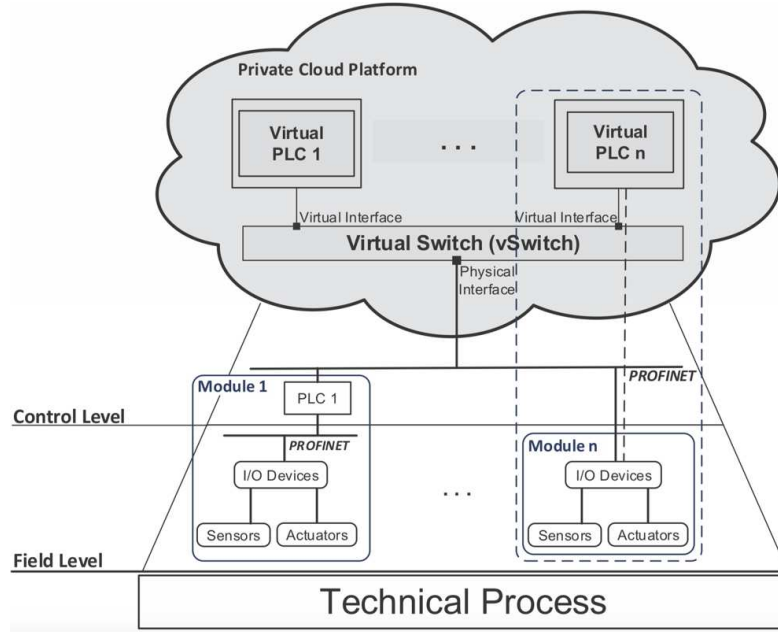 Private Cloud Platform
Virtual
PLC 1
. . .
Virtual
PLC n
Virtual Interface
Virtual Interface
Virtual Switch (vSwitch)
Physical
Interface
PROFINET
Module 1
PLC 1
Control Level
PROFINET
Module n
I/O Devices
I/O Devices
. . .
Sensors
Actuators
Sensors
Actuators
Field Level
Technical Process